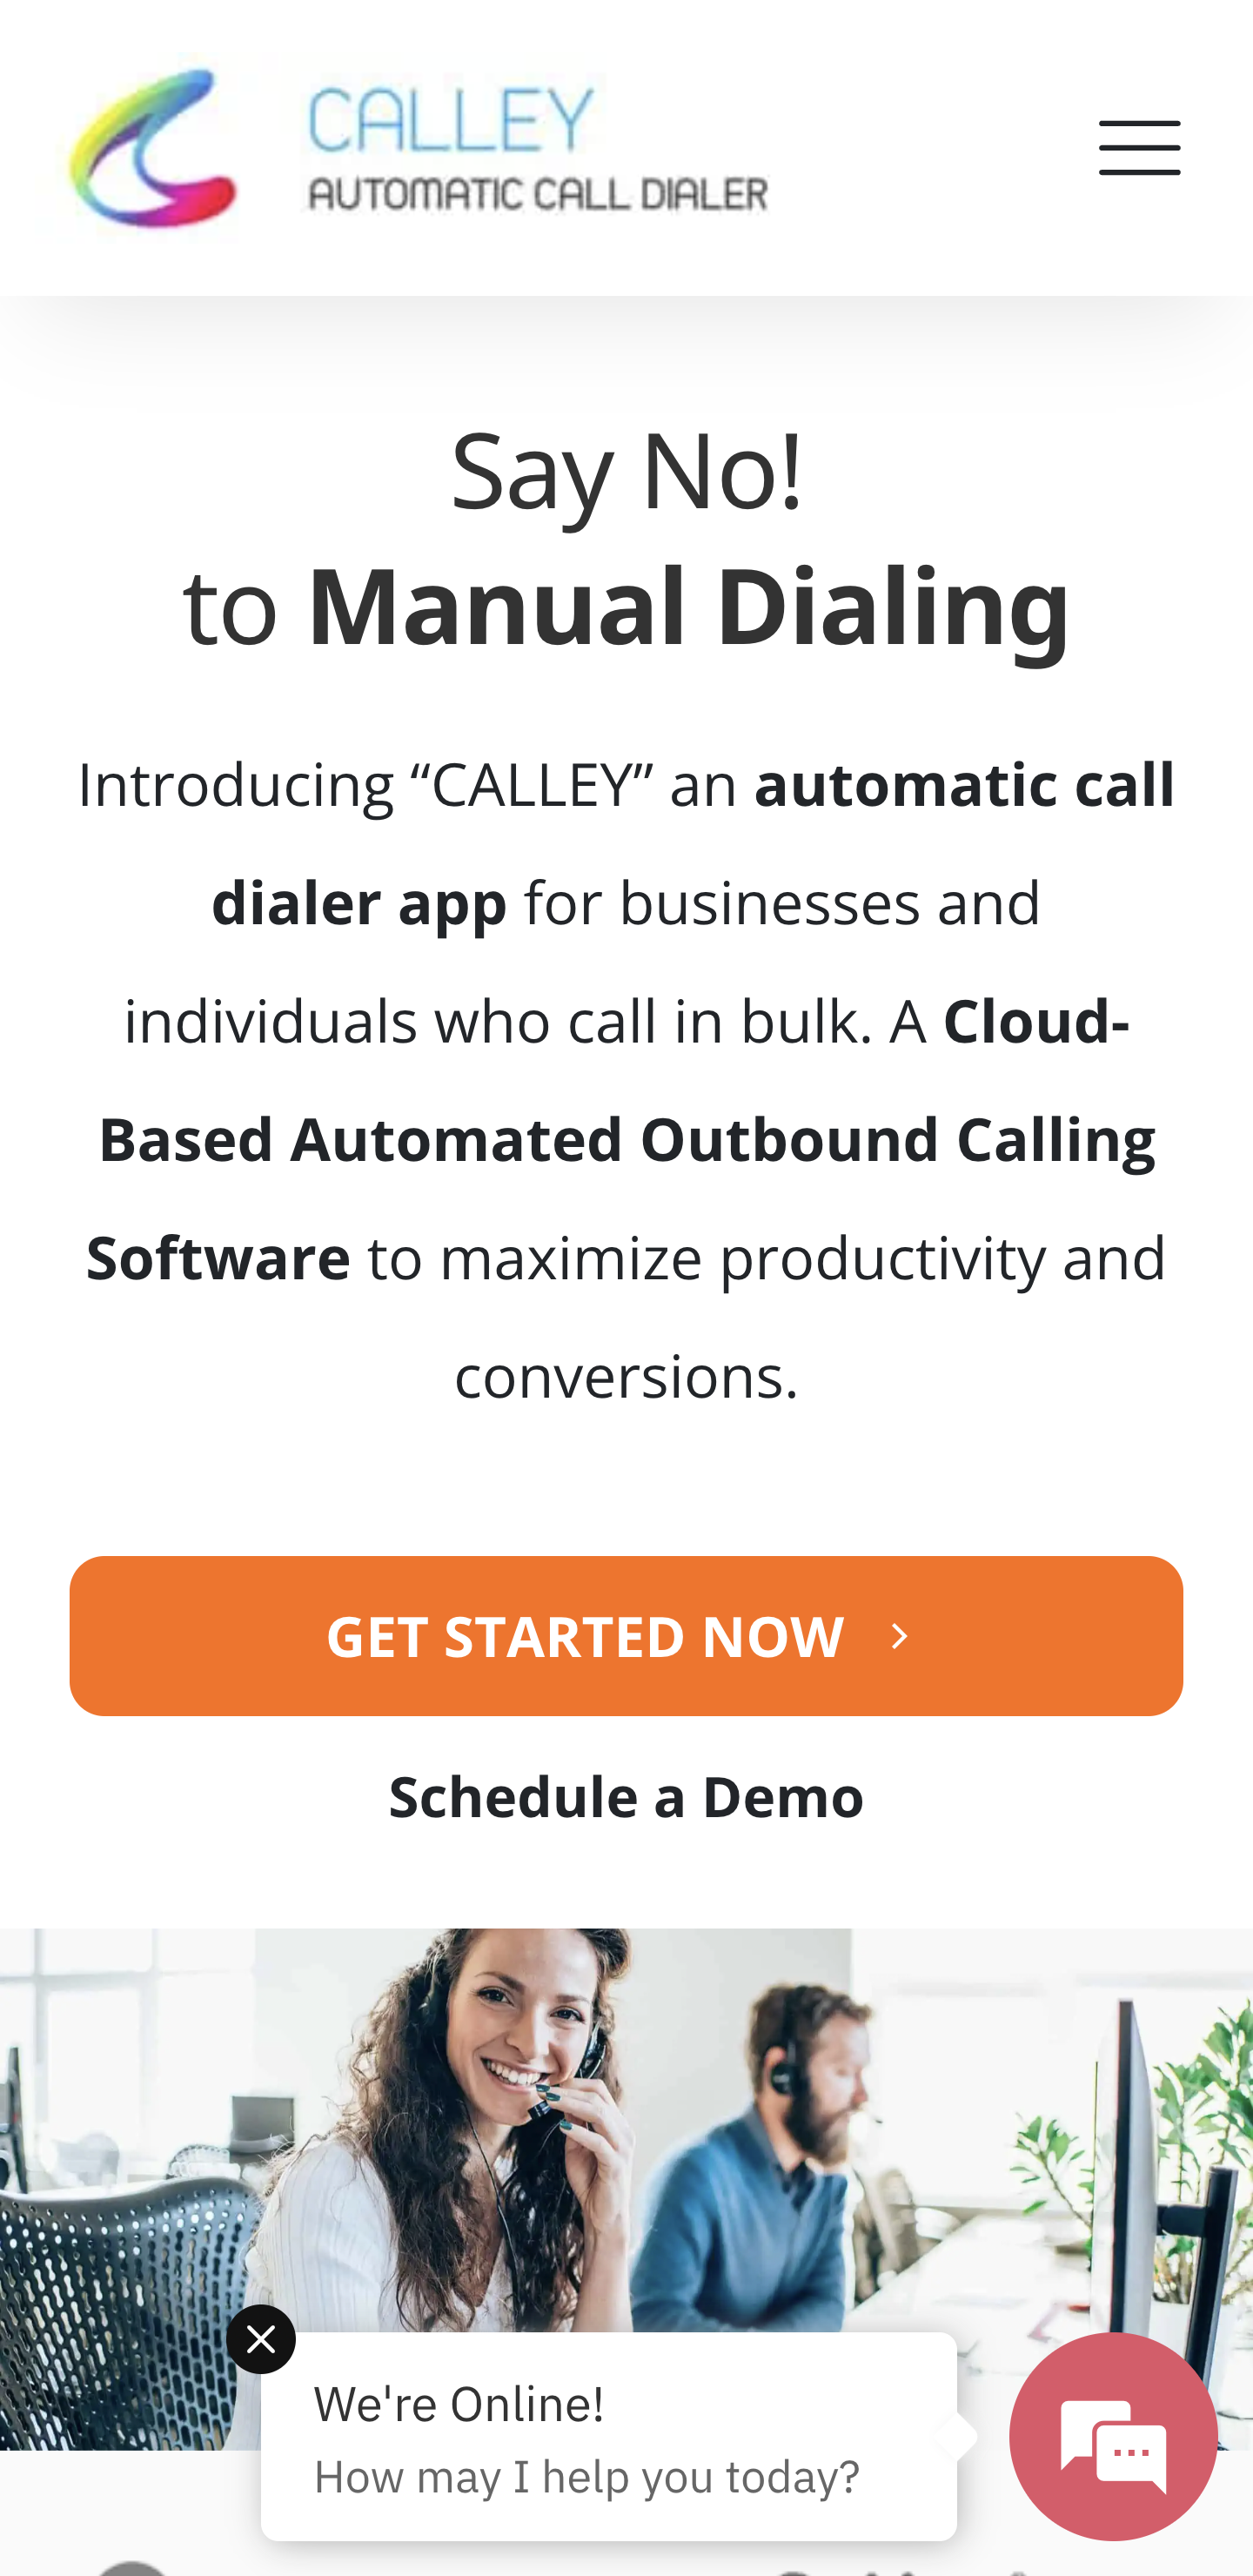 CALLEY
AUTOMATIC CALL DIALER
Say No!
to Manual Dialing
Introducing “CALLEY” an automatic call
dialer app for businesses and
individuals who call in bulk. A Cloud-
Based Automated Outbound Calling
Software to maximize productivity and
conversions.
GET STARTED NOW
Schedule a Demo
We're Online!
How may I help you today?